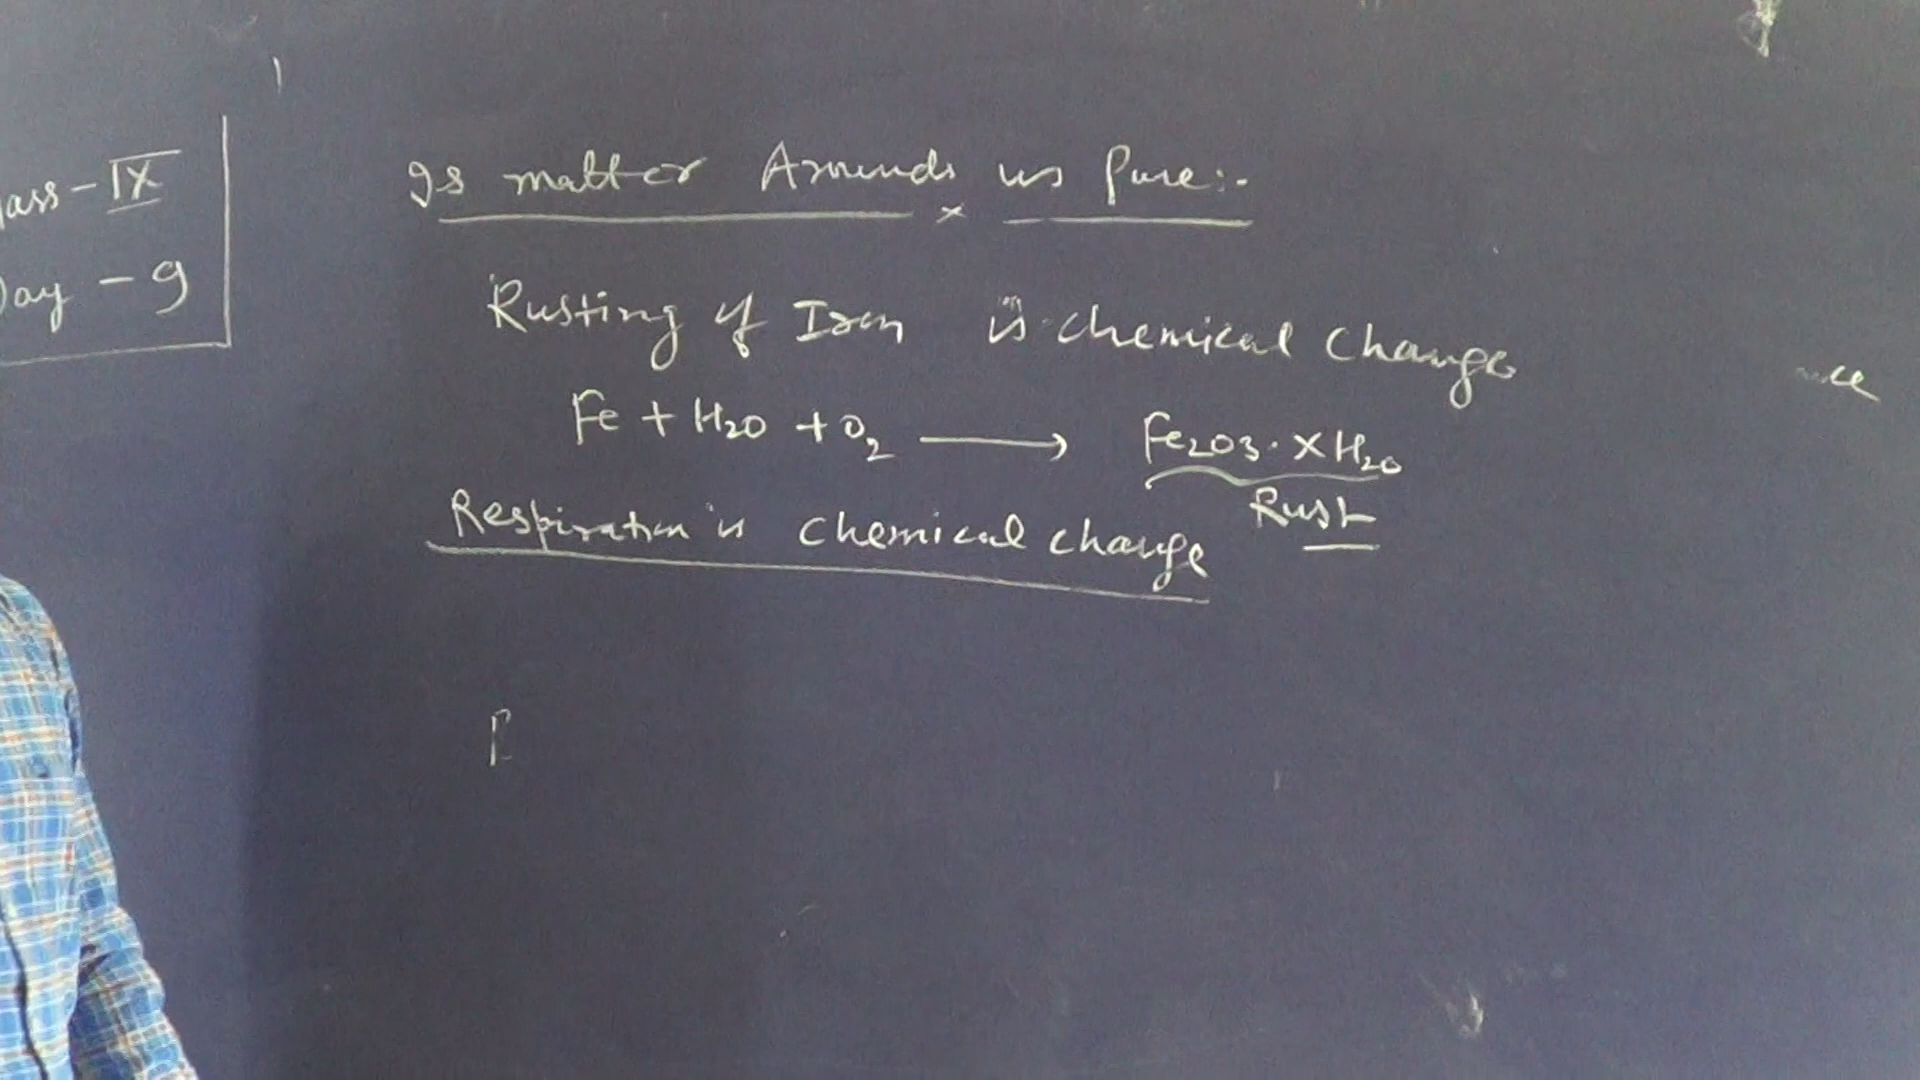 ass - IX
Day - 9
Is matter Arounds us Pure:-
Rusting of Iron is chemical change
Fe + H2O + O2 → Fe2O3. XH2O
Rust
Respiration is chemical change